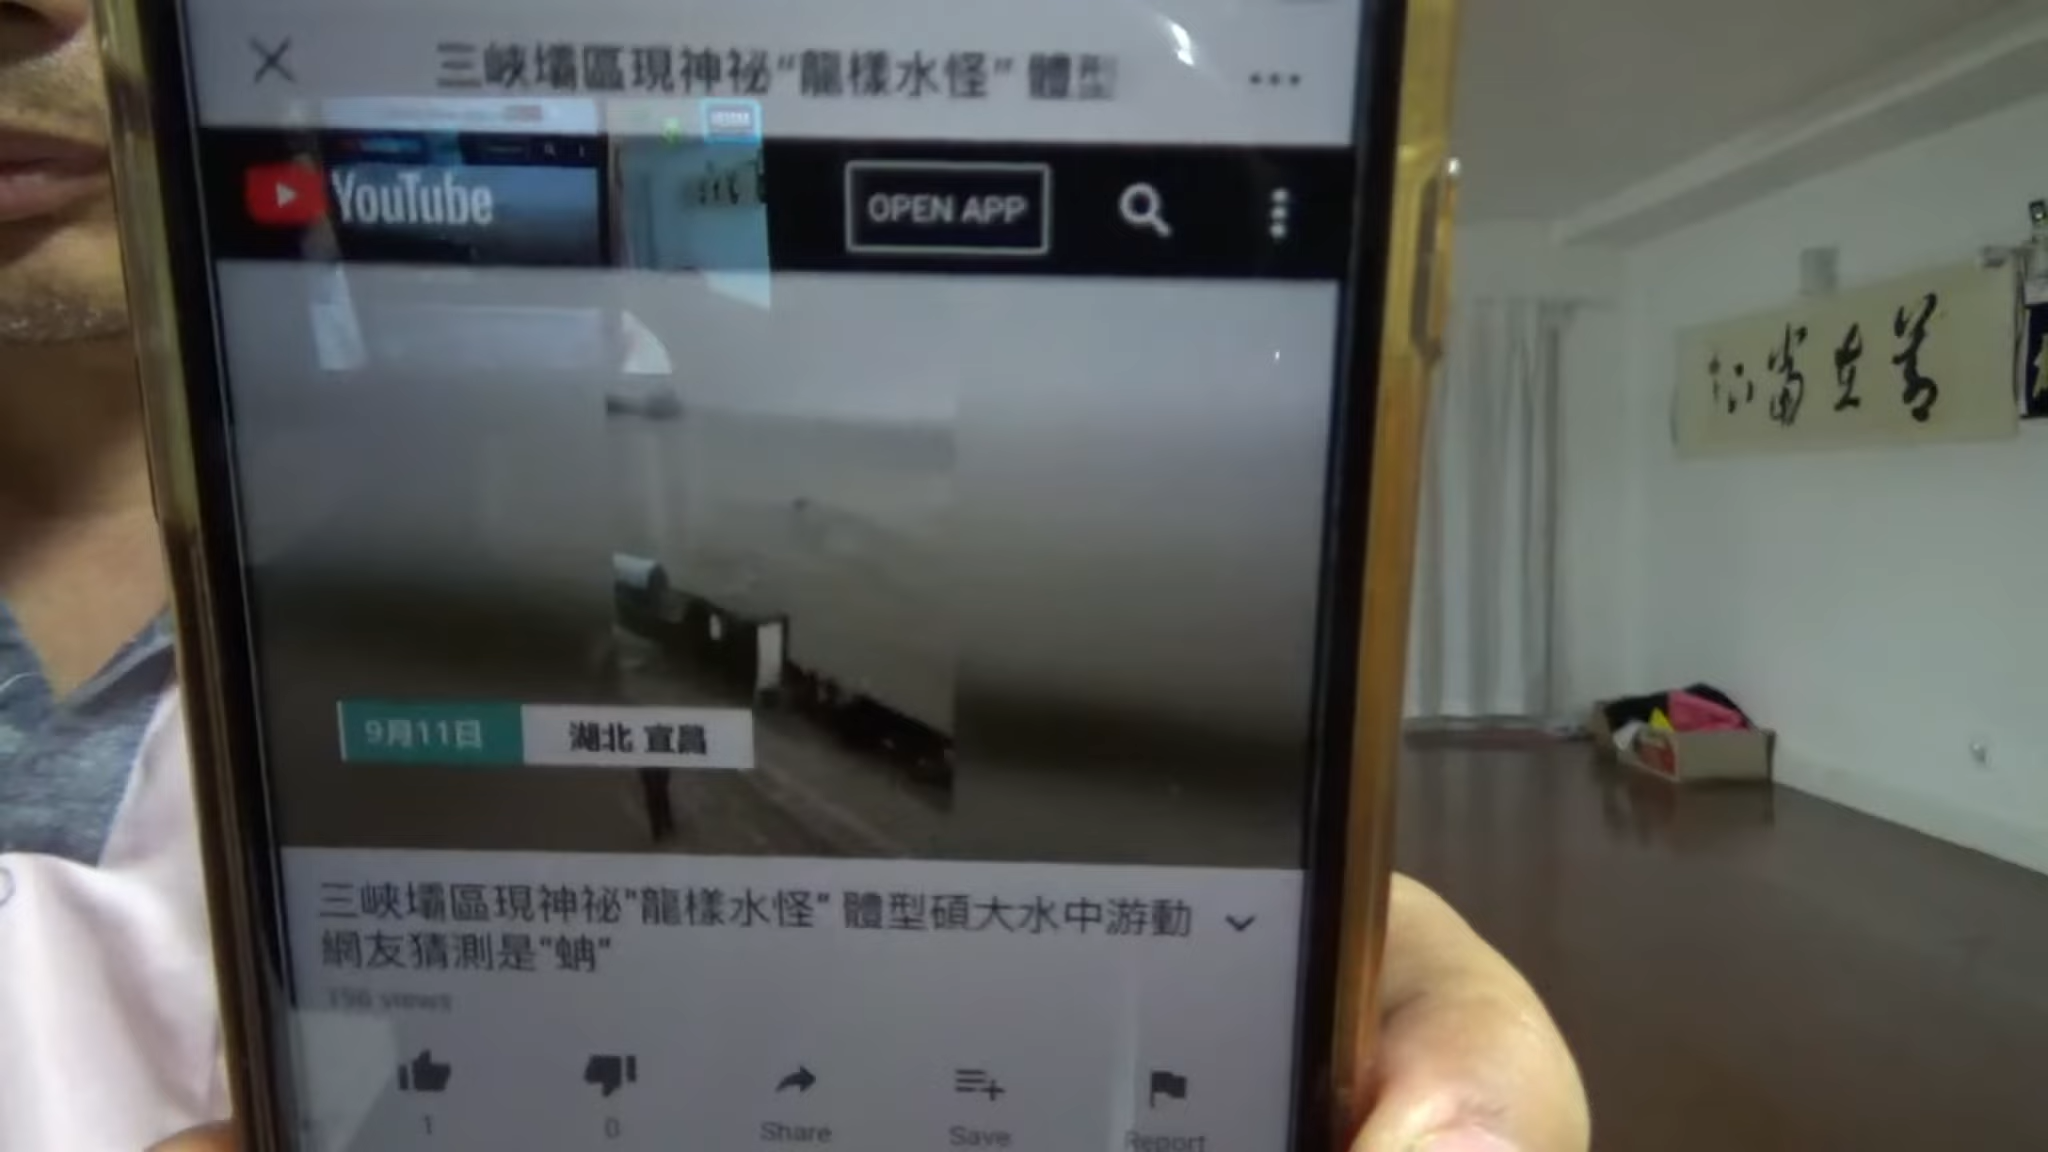 三峽壩區現神祕“龍樣水怪” 體型
YouTube
OPEN APP
9月11日
湖北 宜昌
三峽壩區現神祕"龍樣水怪" 體型碩大水中游動
網友猜測是"蚺"
198 views
1
0
Share
Save
Report